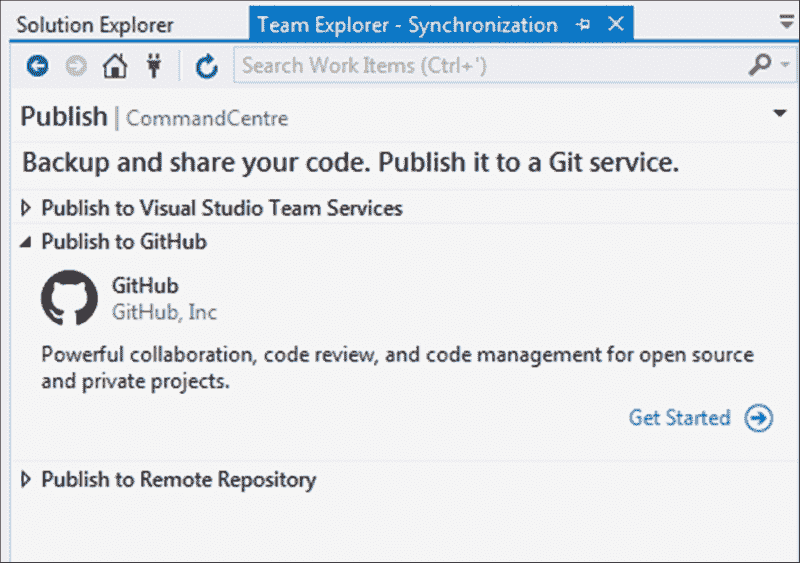 Solution Explorer
Team Explorer - Synchronization
Search Work Items (Ctrl+')
Publish | CommandCentre
Backup and share your code. Publish it to a Git service.
Publish to Visual Studio Team Services
Publish to GitHub
GitHub
GitHub, Inc
Powerful collaboration, code review, and code management for open source
and private projects.
Get Started
Publish to Remote Repository